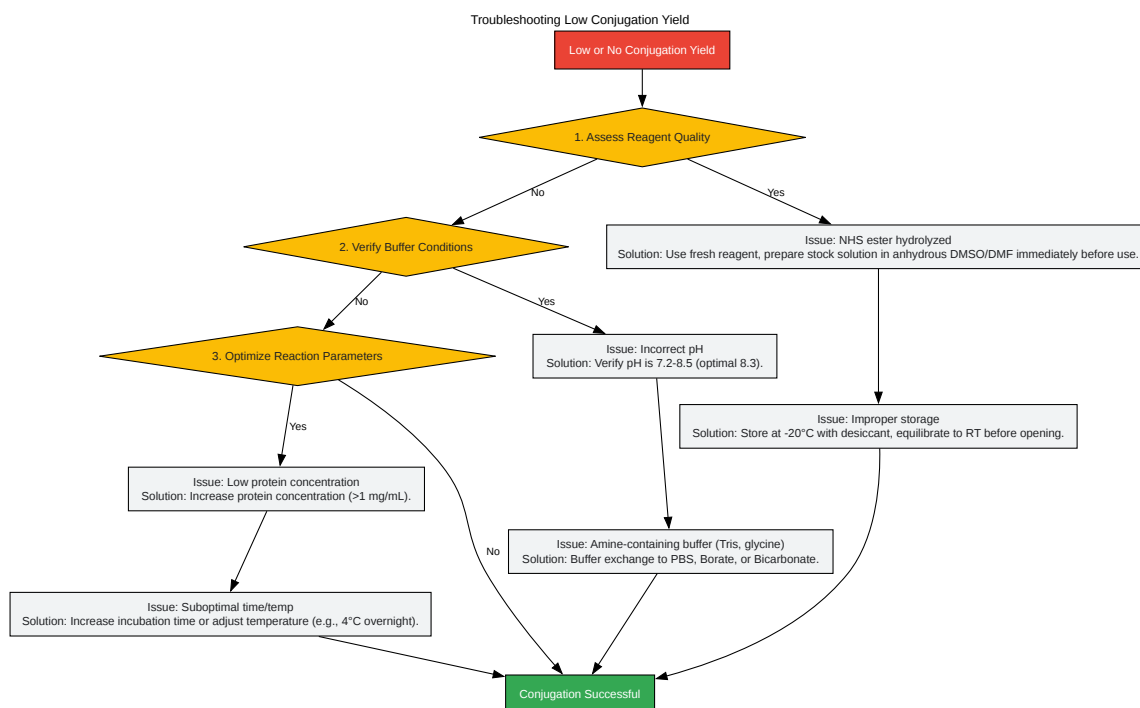 Troubleshooting Low Conjugation Yield
Low or No Conjugation Yield
1. Assess Reagent Quality
No
Yes
2. Verify Buffer Conditions
Issue: NHS ester hydrolyzed
Solution: Use fresh reagent, prepare stock solution in anhydrous DMSO/DMF immediately before use.
No
Yes
3. Optimize Reaction Parameters
Issue: Incorrect pH
Solution: Verify pH is 7.2-8.5 (optimal 8.3).
Issue: Improper storage
Solution: Store at -20°C with desiccant, equilibrate to RT before opening.
Yes
Issue: Low protein concentration
Solution: Increase protein concentration (>1 mg/mL).
No
Issue: Amine-containing buffer (Tris, glycine)
Solution: Buffer exchange to PBS, Borate, or Bicarbonate.
Issue: Suboptimal time/temp
Solution: Increase incubation time or adjust temperature (e.g., 4°C overnight).
Conjugation Successful